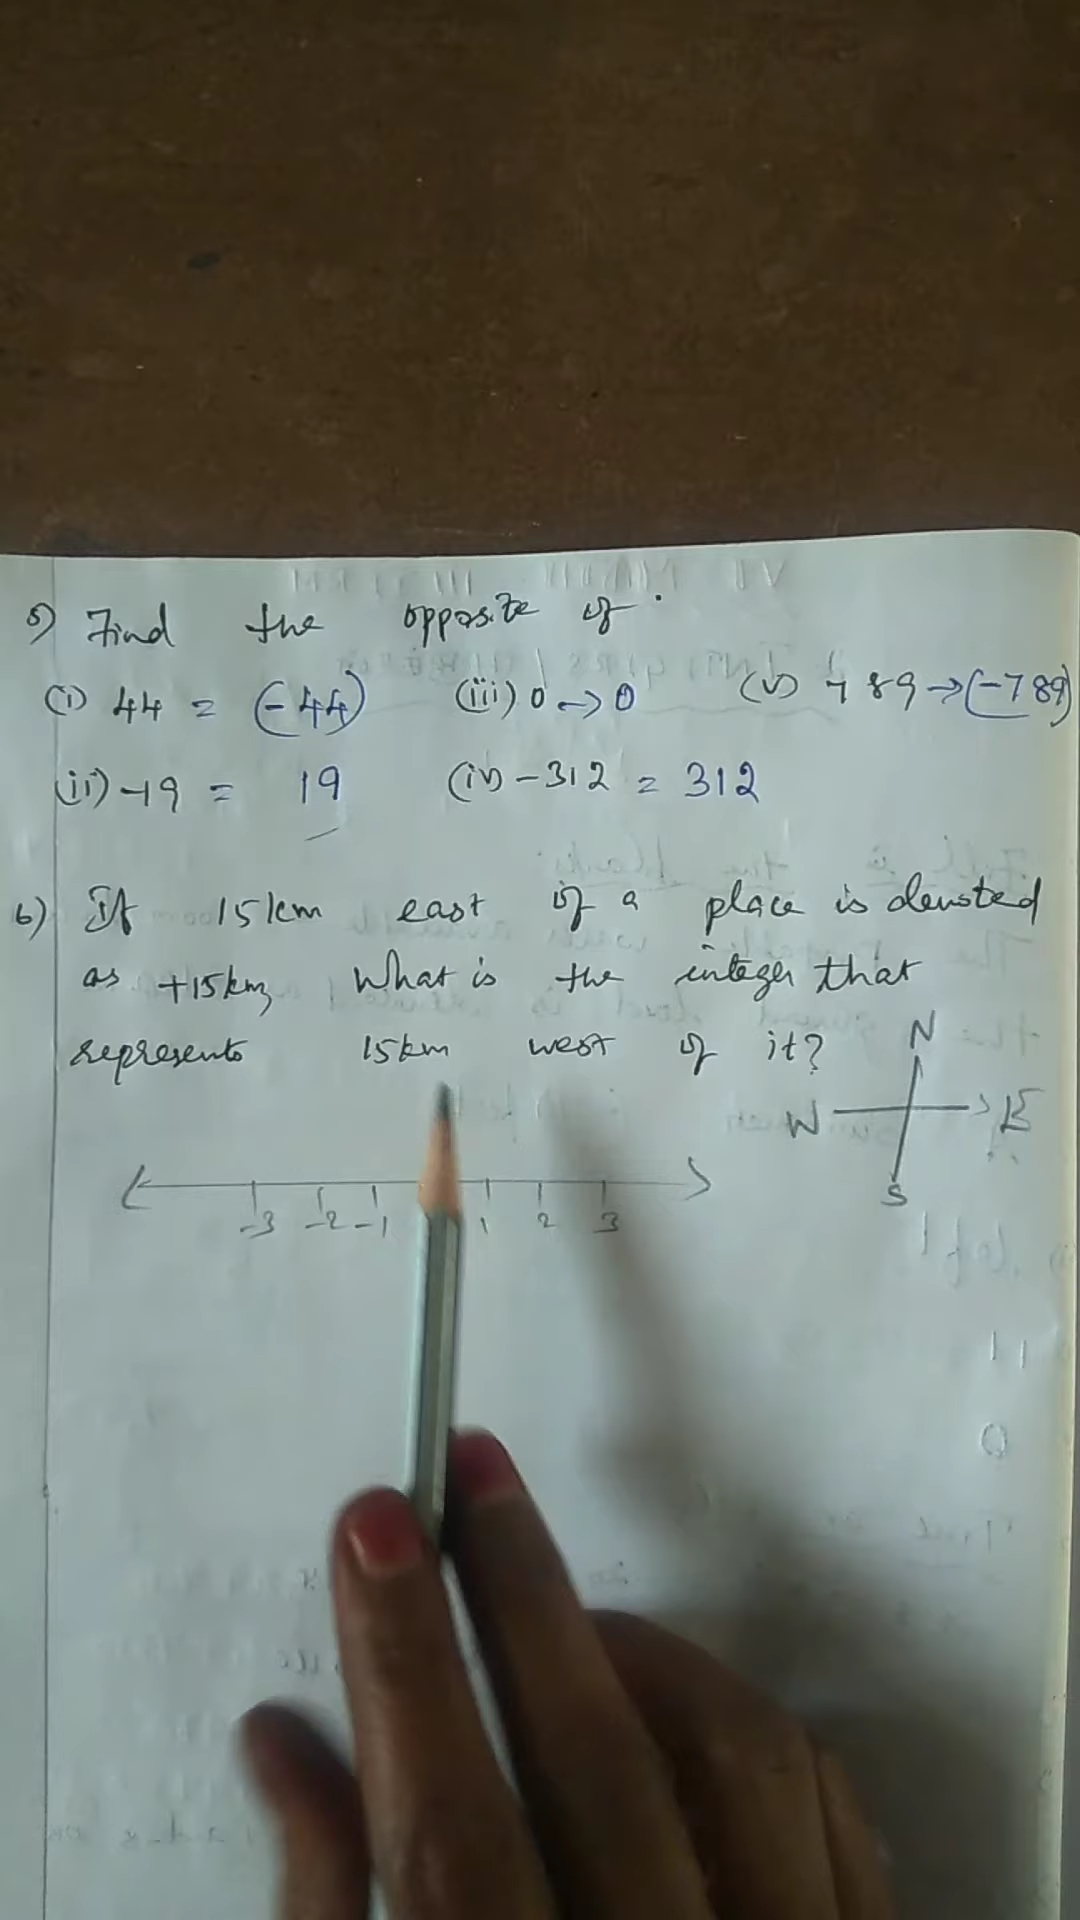 5) Find the opposite of
(i) 44 = (-44) (iii) 0 → 0 (v) 789 → (-789)
(ii) -19 = 19 (iv) -312 = 312
6) If 15km east of a place is denoted
as +15km, What is the integer that
represents 15km west of it?
N
W E
S
-3 -2 -1 1 2 3